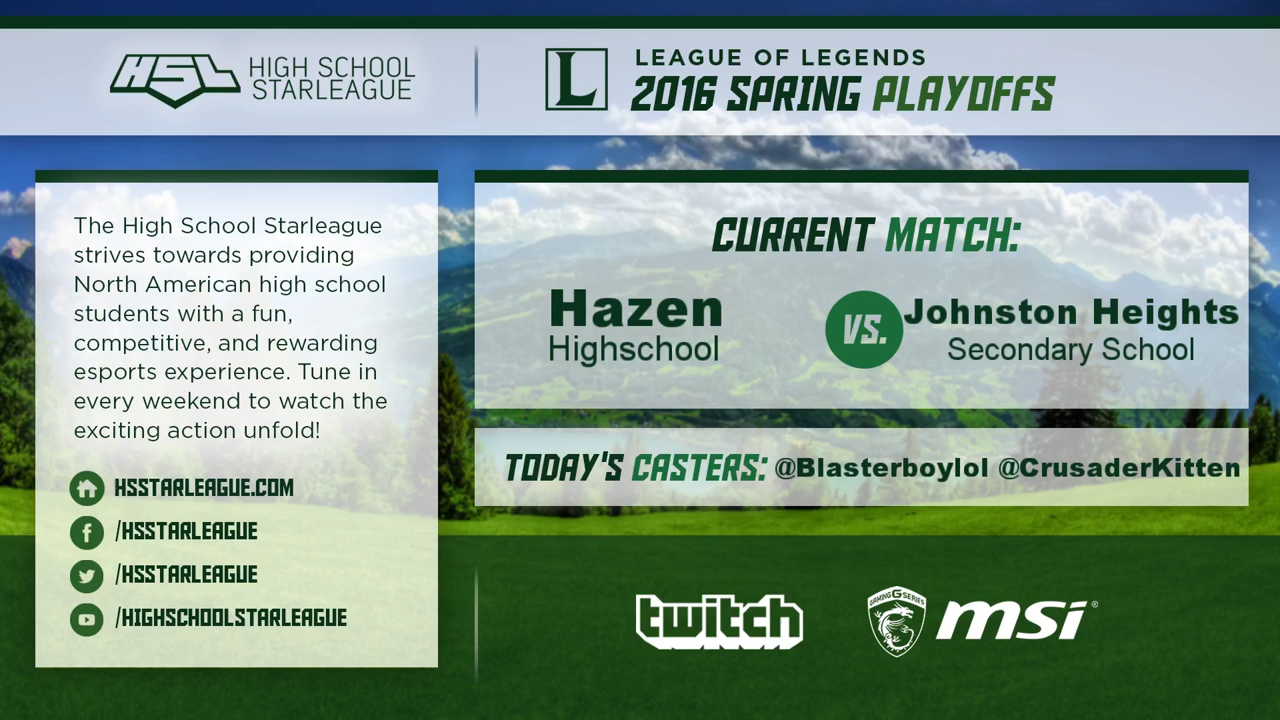 HSL HIGH SCHOOL
STARLEAGUE
L
LEAGUE OF LEGENDS
2016 SPRING PLAYOFFS
The High School Starleague
strives towards providing
North American high school
students with a fun,
competitive, and rewarding
esports experience. Tune in
every weekend to watch the
exciting action unfold!
HSSTARLEAGUE.COM
/HSSTARLEAGUE
/HSSTARLEAGUE
/HIGHSCHOOLSTARLEAGUE
CURRENT MATCH:
Hazen
Highschool
VS.
Johnston Heights
Secondary School
TODAY'S CASTERS: @Blasterboylol @CrusaderKitten
twitch
GAMING G SERIES
msi®